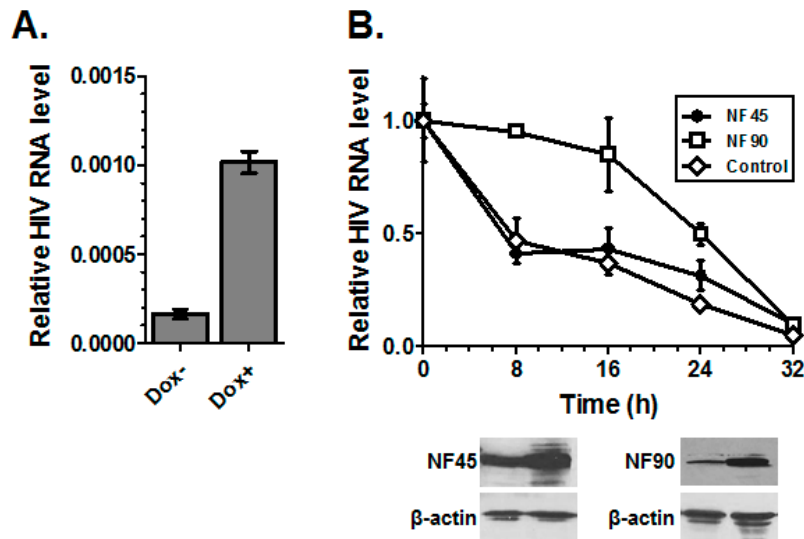 A.
Relative HIV RNA level
0.0015
0.0010
0.0005
0.0000
Dox-
Dox+
B.
Relative HIV RNA level
1.0
0.5
0.0
NF45
NF90
Control
0
8
16
24
32
Time (h)
NF45
NF90
β-actin
β-actin